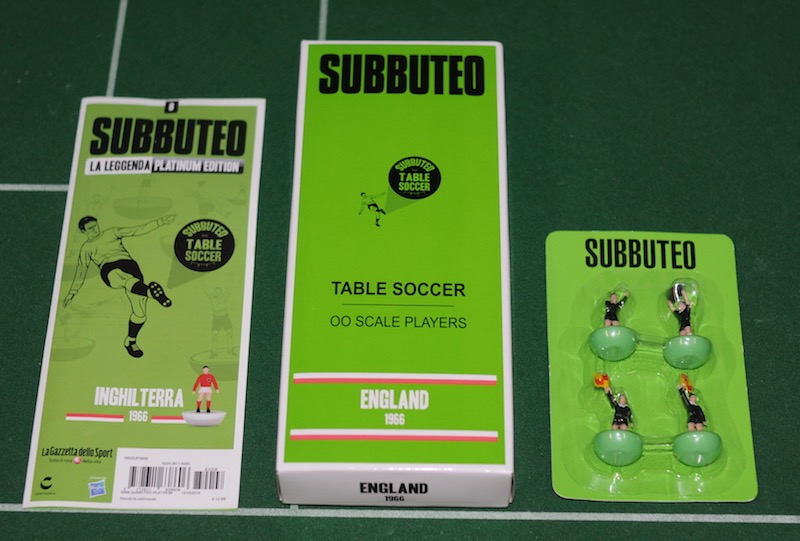 8
SUBBUTEO
LA LEGGENDA PLATINUM EDITION
SUBBUTEO
TABLE
SOCCER
INGHILTERRA
1966
La Gazzetta dello Sport
SUBBUTEO
SUBBUTEO
TABLE
SOCCER
TABLE SOCCER
OO SCALE PLAYERS
ENGLAND
1966
ENGLAND
1966
SUBBUTEO